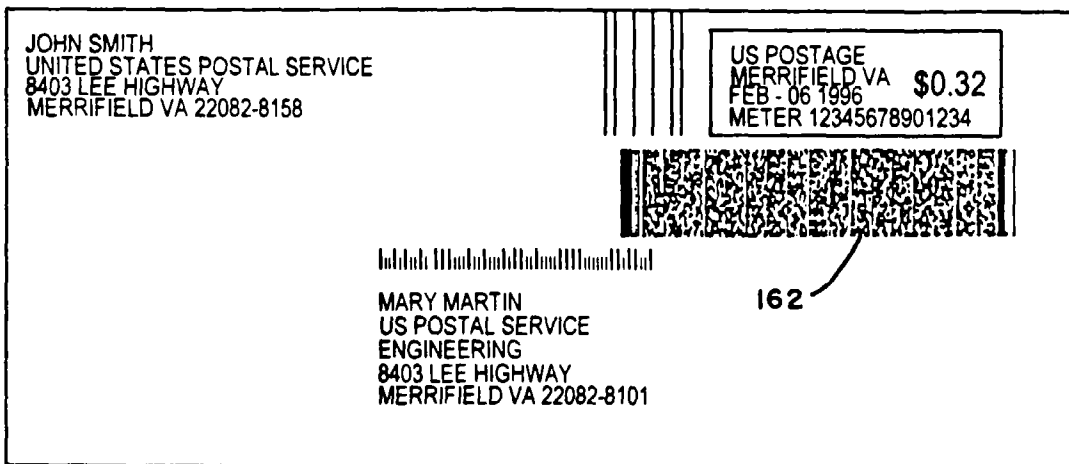 JOHN SMITH
UNITED STATES POSTAL SERVICE
8403 LEE HIGHWAY
MERRIFIELD VA 22082-8158
US POSTAGE
MERRIFIELD VA $0.32
FEB - 06 1996
METER 12345678901234
162
MARY MARTIN
US POSTAL SERVICE
ENGINEERING
8403 LEE HIGHWAY
MERRIFIELD VA 22082-8101